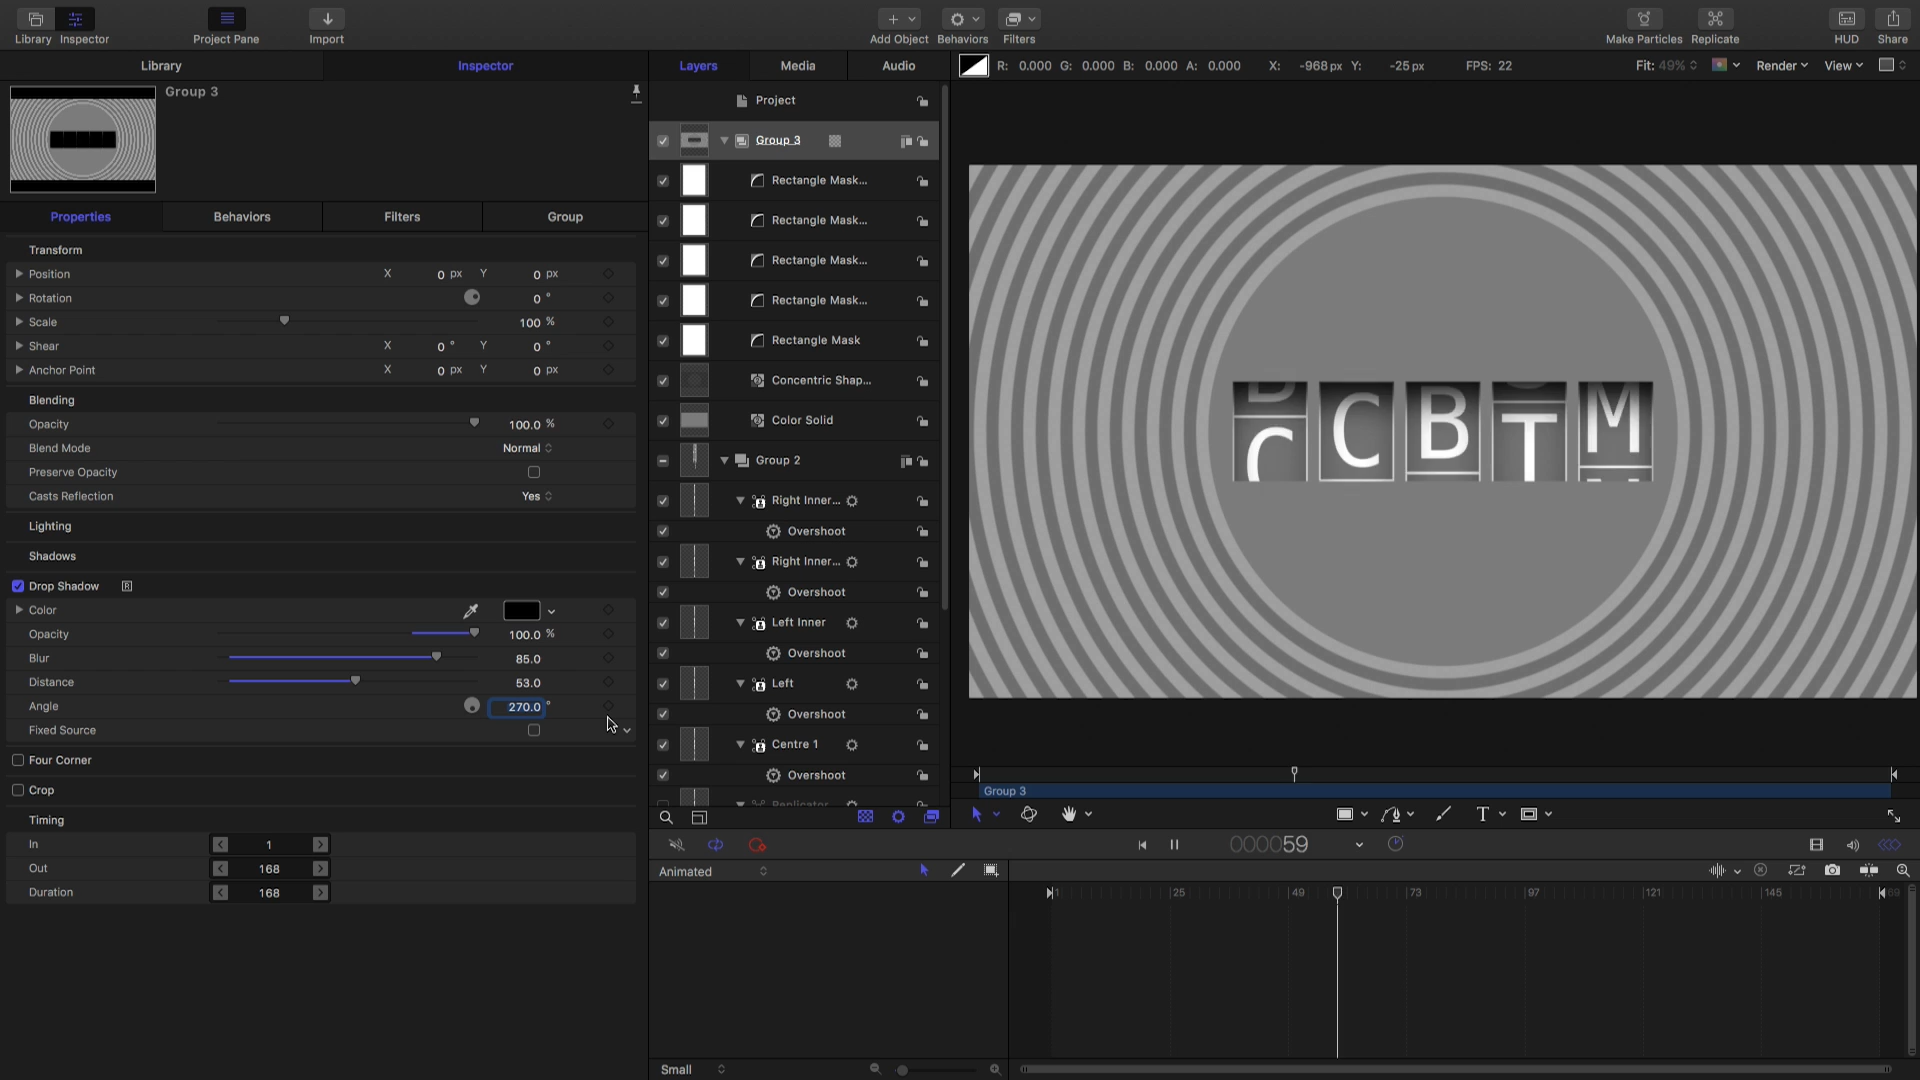 Library Inspector Project Pane Import Add Object Behaviors Filters Make Particles Replicate HUD Share
Library Inspector Layers Media Audio R: 0.000 G: 0.000 B: 0.000 A: 0.000 X: -968 px Y: -25 px FPS: 22 Fit: 49% Render View
Group 3
Properties Behaviors Filters Group
Transform
Position X 0 px Y 0 px
Rotation 0 °
Scale 100 %
Shear X 0 ° Y 0 °
Anchor Point X 0 px Y 0 px
Blending
Opacity 100.0 %
Blend Mode Normal
Preserve Opacity
Casts Reflection Yes
Lighting
Shadows
Drop Shadow
Color
Opacity 100.0 %
Blur 85.0
Distance 53.0
Angle 270.0 °
Fixed Source
Four Corner
Crop
Timing
In 1
Out 168
Duration 168
Project
Group 3
Rectangle Mask...
Rectangle Mask...
Rectangle Mask...
Rectangle Mask...
Rectangle Mask
Concentric Shap...
Color Solid
Group 2
Right Inner...
Overshoot
Right Inner...
Overshoot
Left Inner
Overshoot
Left
Overshoot
Centre 1
Overshoot
Replicator
C C B T M
Group 3
T
00000059
Animated
1 25 49 73 97 121 145 169
Small